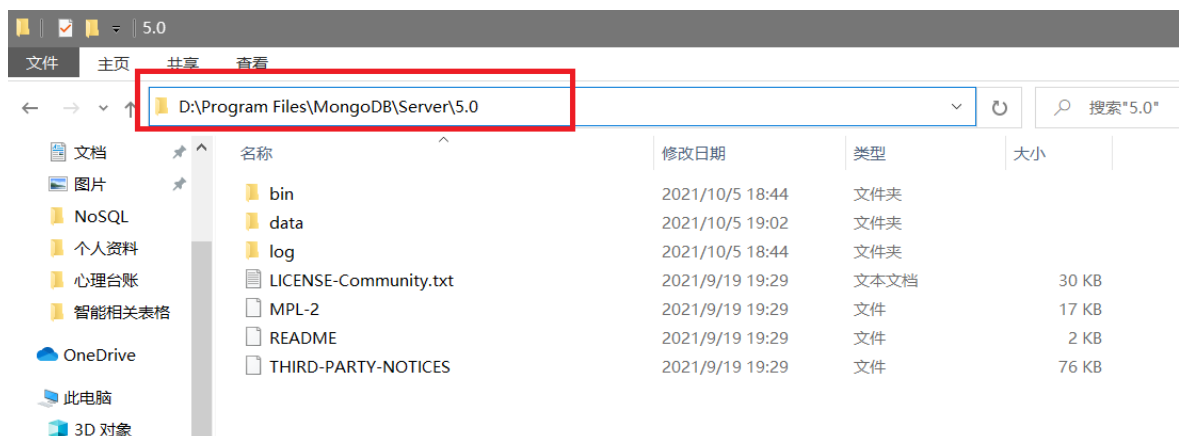 5.0
文件 主页 共享 查看
D:\Program Files\MongoDB\Server\5.0 搜索"5.0"
文档 名称 修改日期 类型 大小
图片 bin 2021/10/5 18:44 文件夹
NoSQL data 2021/10/5 19:02 文件夹
个人资料 log 2021/10/5 18:44 文件夹
心理台账 LICENSE-Community.txt 2021/9/19 19:29 文本文档 30 KB
智能相关表格 MPL-2 2021/9/19 19:29 文件 17 KB
README 2021/9/19 19:29 文件 2 KB
OneDrive THIRD-PARTY-NOTICES 2021/9/19 19:29 文件 76 KB
此电脑
3D 对象